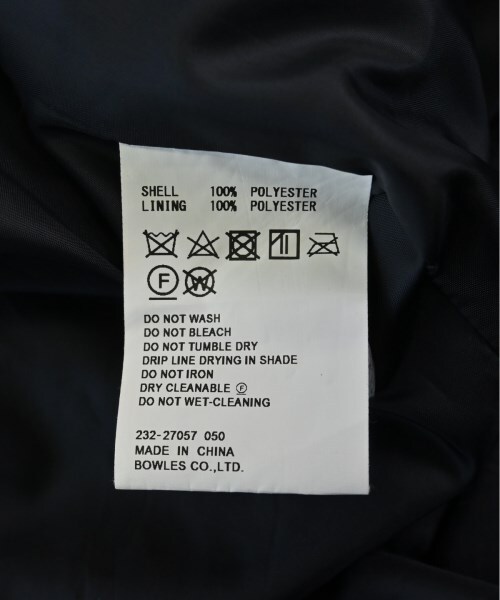 SHELL 100% POLYESTER
LINING 100% POLYESTER
F W
DO NOT WASH
DO NOT BLEACH
DO NOT TUMBLE DRY
DRIP LINE DRYING IN SHADE
DO NOT IRON
DRY CLEANABLE Ⓕ
DO NOT WET-CLEANING
232-27057 050
MADE IN CHINA
BOWLES CO.,LTD.